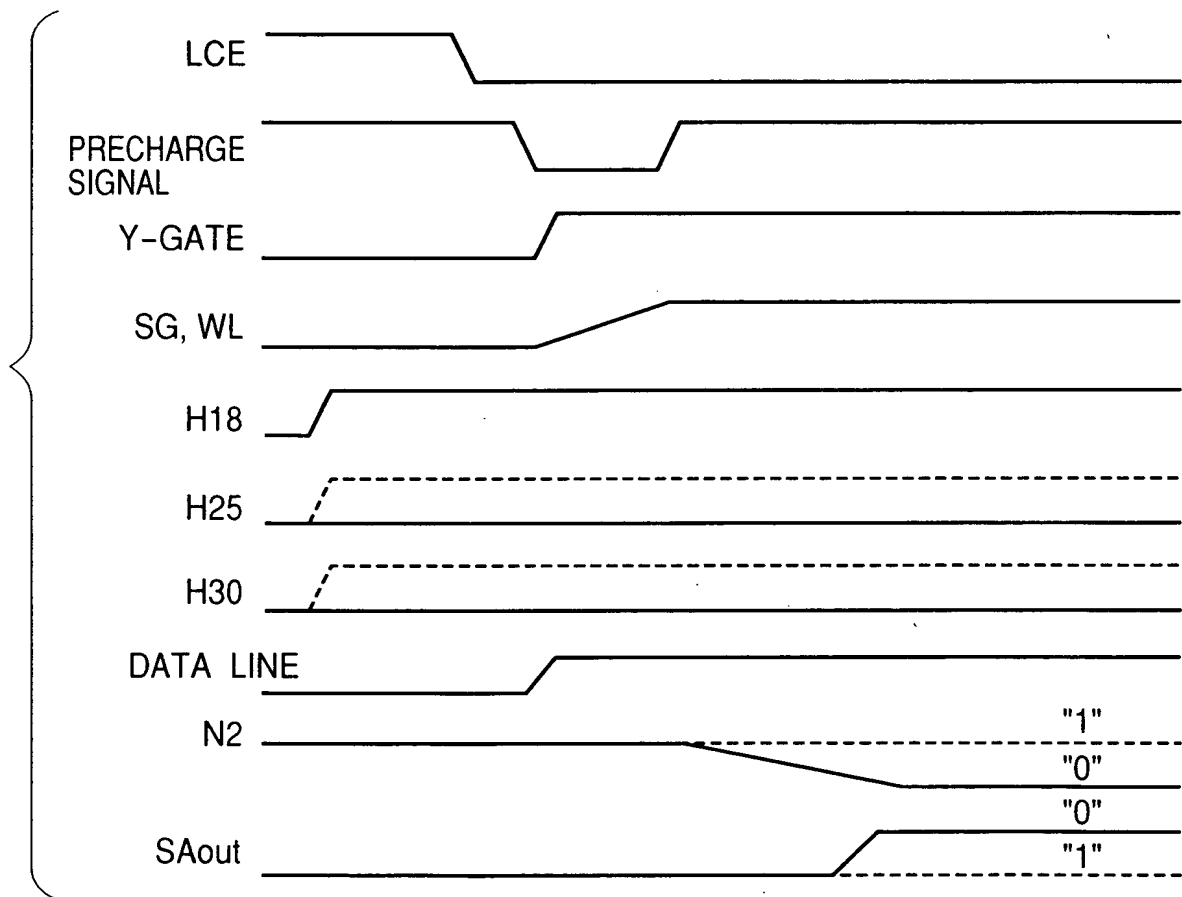 LCE
PRECHARGE
SIGNAL
Y-GATE
SG, WL
H18
H25
H30
DATA LINE
N2
"1"
"0"
SAout
"0"
"1"